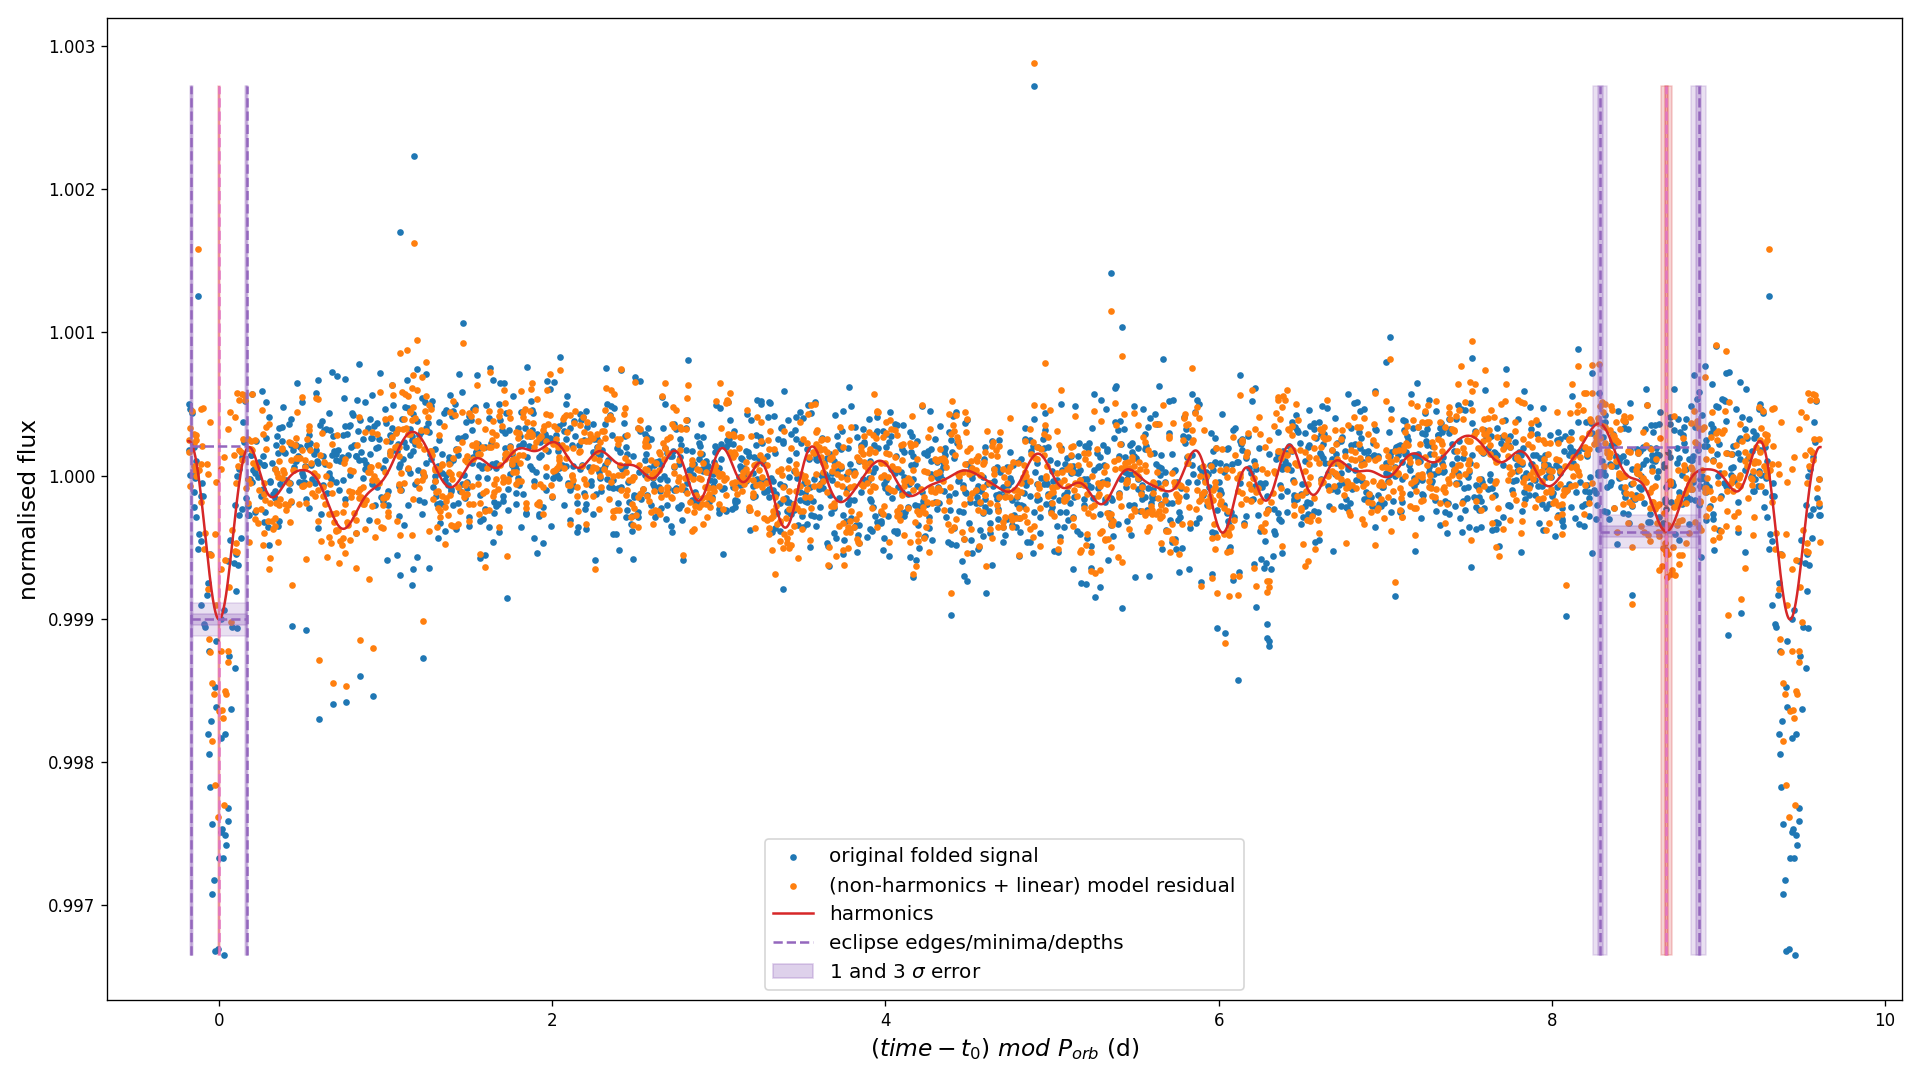 1.003
1.002
1.001
1.000
0.999
0.998
0.997
normalised flux
original folded signal
(non-harmonics + linear) model residual
harmonics
eclipse edges/minima/depths
1 and 3 σ error
0 2 4 6 8 10
(time − t₀) mod Pₒᵣᵦ (d)